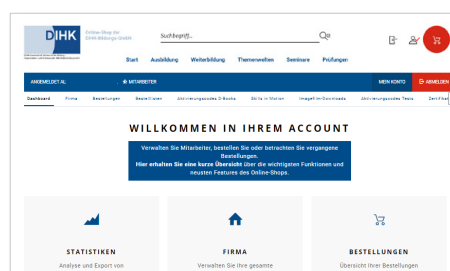 DIHK
Online-Shop der
DIHK-Bildungs-GmbH
Suchbegriff...
Start Ausbildung Weiterbildung Themenwelten Seminare Prüfungen
ANGEMELDET AL MITARBEITER MEIN KONTO ABMELDEN
Dashboard Firma Bestellungen Bestelllisten Aktivierungscodes D-Books Skills in Motion Imagefilm-Downloads Aktivierungscodes Tests Zertifikat
WILLKOMMEN IN IHREM ACCOUNT
Verwalten Sie Mitarbeiter, bestellen Sie oder betrachten Sie vergangene
Bestellungen.
Hier erhalten Sie eine kurze Übersicht über die wichtigsten Funktionen und
neusten Features des Online-Shops.
STATISTIKEN FIRMA BESTELLUNGEN
Analyse und Export von Verwalten Sie Ihre gesamte Übersicht Ihrer Bestellungen